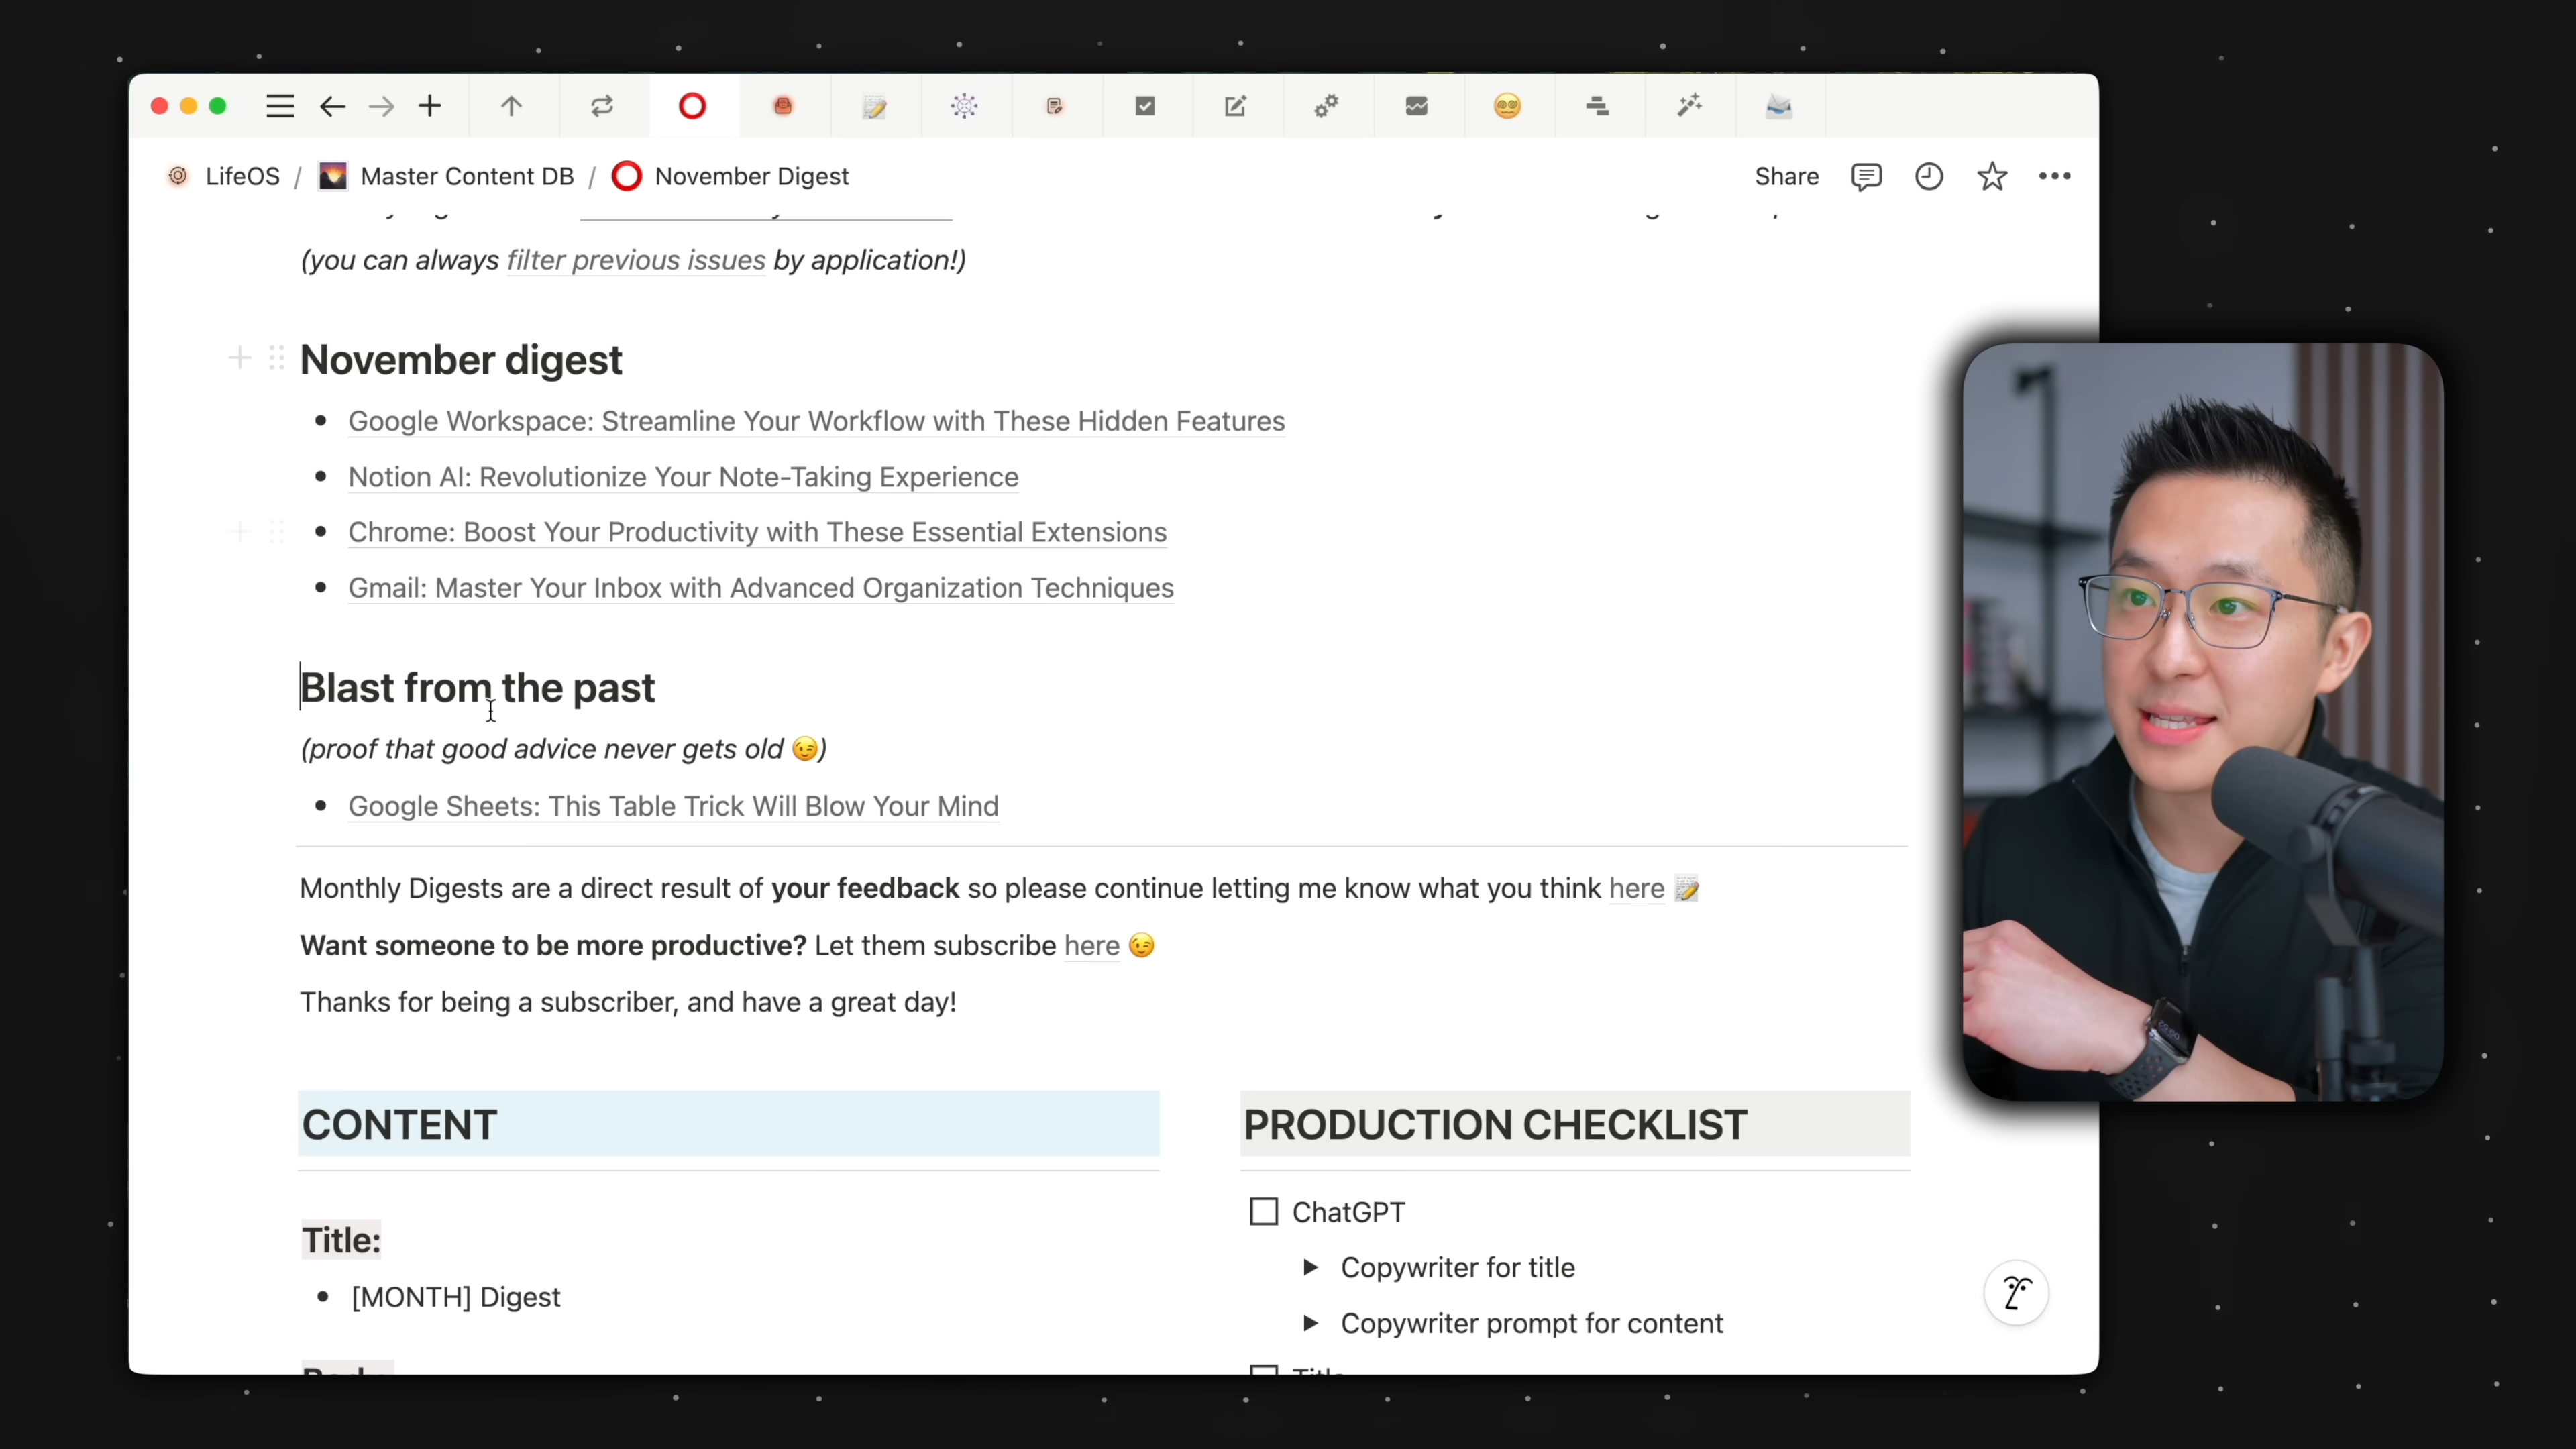 LifeOS / Master Content DB / November Digest
Share
(you can always filter previous issues by application!)
November digest
• Google Workspace: Streamline Your Workflow with These Hidden Features
• Notion AI: Revolutionize Your Note-Taking Experience
• Chrome: Boost Your Productivity with These Essential Extensions
• Gmail: Master Your Inbox with Advanced Organization Techniques
Blast from the past
(proof that good advice never gets old 😉)
• Google Sheets: This Table Trick Will Blow Your Mind
Monthly Digests are a direct result of your feedback so please continue letting me know what you think here 📝
Want someone to be more productive? Let them subscribe here 😉
Thanks for being a subscriber, and have a great day!
CONTENT
Title:
• [MONTH] Digest
PRODUCTION CHECKLIST
ChatGPT
Copywriter for title
Copywriter prompt for content